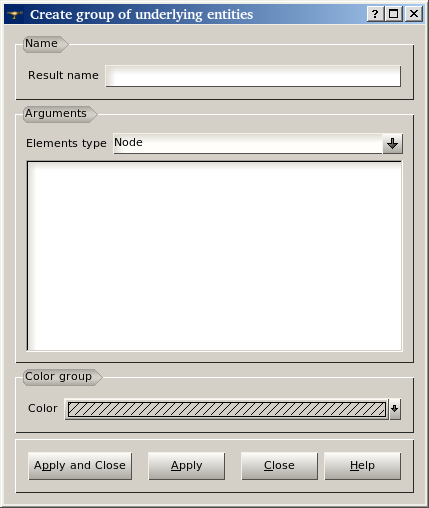 Create group of underlying entities
Name
Result name
Arguments
Elements type Node
Color group
Color
Apply and Close Apply Close Help